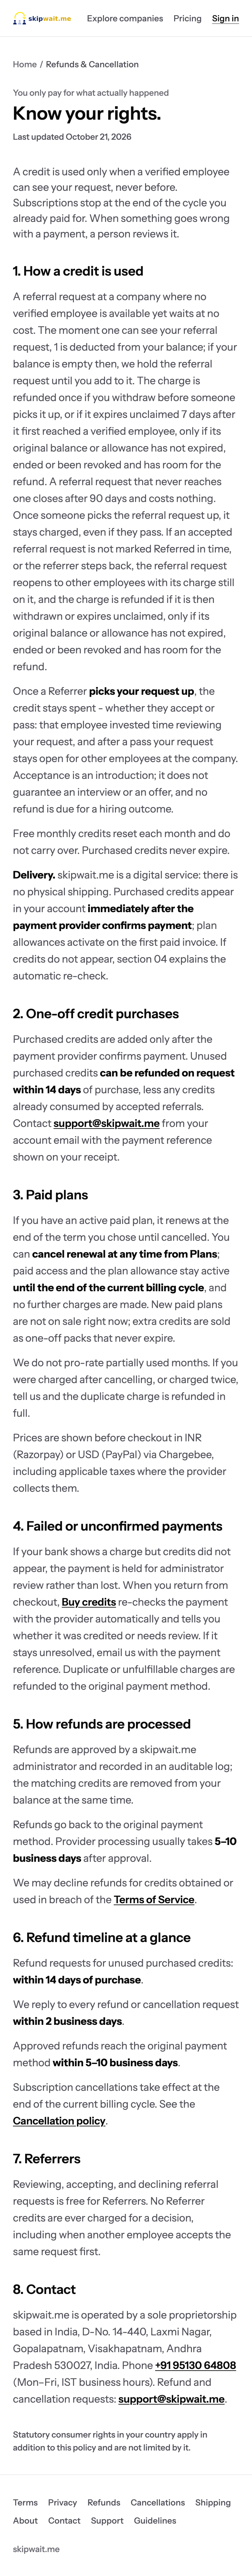 skipwait.me Explore companies Pricing Sign in
Home / Refunds & Cancellation
You only pay for what actually happened
Know your rights.
Last updated October 21, 2026
A credit is used only when a verified employee
can see your request, never before.
Subscriptions stop at the end of the cycle you
already paid for. When something goes wrong
with a payment, a person reviews it.
1. How a credit is used
A referral request at a company where no
verified employee is available yet waits at no
cost. The moment one can see your referral
request, 1 is deducted from your balance; if your
balance is empty then, we hold the referral
request until you add to it. The charge is
refunded once if you withdraw before someone
picks it up, or if it expires unclaimed 7 days after
it first reached a verified employee, only if its
original balance or allowance has not expired,
ended or been revoked and has room for the
refund. A referral request that never reaches
one closes after 90 days and costs nothing.
Once someone picks the referral request up, it
stays charged, even if they pass. If an accepted
referral request is not marked Referred in time,
or the referrer steps back, the referral request
reopens to other employees with its charge still
on it, and the charge is refunded if it is then
withdrawn or expires unclaimed, only if its
original balance or allowance has not expired,
ended or been revoked and has room for the
refund.
Once a Referrer picks your request up, the
credit stays spent - whether they accept or
pass: that employee invested time reviewing
your request, and after a pass your request
stays open for other employees at the company.
Acceptance is an introduction; it does not
guarantee an interview or an offer, and no
refund is due for a hiring outcome.
Free monthly credits reset each month and do
not carry over. Purchased credits never expire.
Delivery. skipwait.me is a digital service: there is
no physical shipping. Purchased credits appear
in your account immediately after the
payment provider confirms payment; plan
allowances activate on the first paid invoice. If
credits do not appear, section 04 explains the
automatic re-check.
2. One-off credit purchases
Purchased credits are added only after the
payment provider confirms payment. Unused
purchased credits can be refunded on request
within 14 days of purchase, less any credits
already consumed by accepted referrals.
Contact support@skipwait.me from your
account email with the payment reference
shown on your receipt.
3. Paid plans
If you have an active paid plan, it renews at the
end of the term you chose until cancelled. You
can cancel renewal at any time from Plans;
paid access and the plan allowance stay active
until the end of the current billing cycle, and
no further charges are made. New paid plans
are not on sale right now; extra credits are sold
as one-off packs that never expire.
We do not pro-rate partially used months. If you
were charged after cancelling, or charged twice,
tell us and the duplicate charge is refunded in
full.
Prices are shown before checkout in INR
(Razorpay) or USD (PayPal) via Chargebee,
including applicable taxes where the provider
collects them.
4. Failed or unconfirmed payments
If your bank shows a charge but credits did not
appear, the payment is held for administrator
review rather than lost. When you return from
checkout, Buy credits re-checks the payment
with the provider automatically and tells you
whether it was credited or needs review. If it
stays unresolved, email us with the payment
reference. Duplicate or unfulfillable charges are
refunded to the original payment method.
5. How refunds are processed
Refunds are approved by a skipwait.me
administrator and recorded in an auditable log;
the matching credits are removed from your
balance at the same time.
Refunds go back to the original payment
method. Provider processing usually takes 5–10
business days after approval.
We may decline refunds for credits obtained or
used in breach of the Terms of Service.
6. Refund timeline at a glance
Refund requests for unused purchased credits:
within 14 days of purchase.
We reply to every refund or cancellation request
within 2 business days.
Approved refunds reach the original payment
method within 5–10 business days.
Subscription cancellations take effect at the
end of the current billing cycle. See the
Cancellation policy.
7. Referrers
Reviewing, accepting, and declining referral
requests is free for Referrers. No Referrer
credits are ever charged for a decision,
including when another employee accepts the
same request first.
8. Contact
skipwait.me is operated by a sole proprietorship
based in India, D-No. 14-440, Laxmi Nagar,
Gopalapatnam, Visakhapatnam, Andhra
Pradesh 530027, India. Phone +91 95130 64808
(Mon–Fri, IST business hours). Refund and
cancellation requests: support@skipwait.me.
Statutory consumer rights in your country apply in
addition to this policy and are not limited by it.
Terms Privacy Refunds Cancellations Shipping
About Contact Support Guidelines
skipwait.me